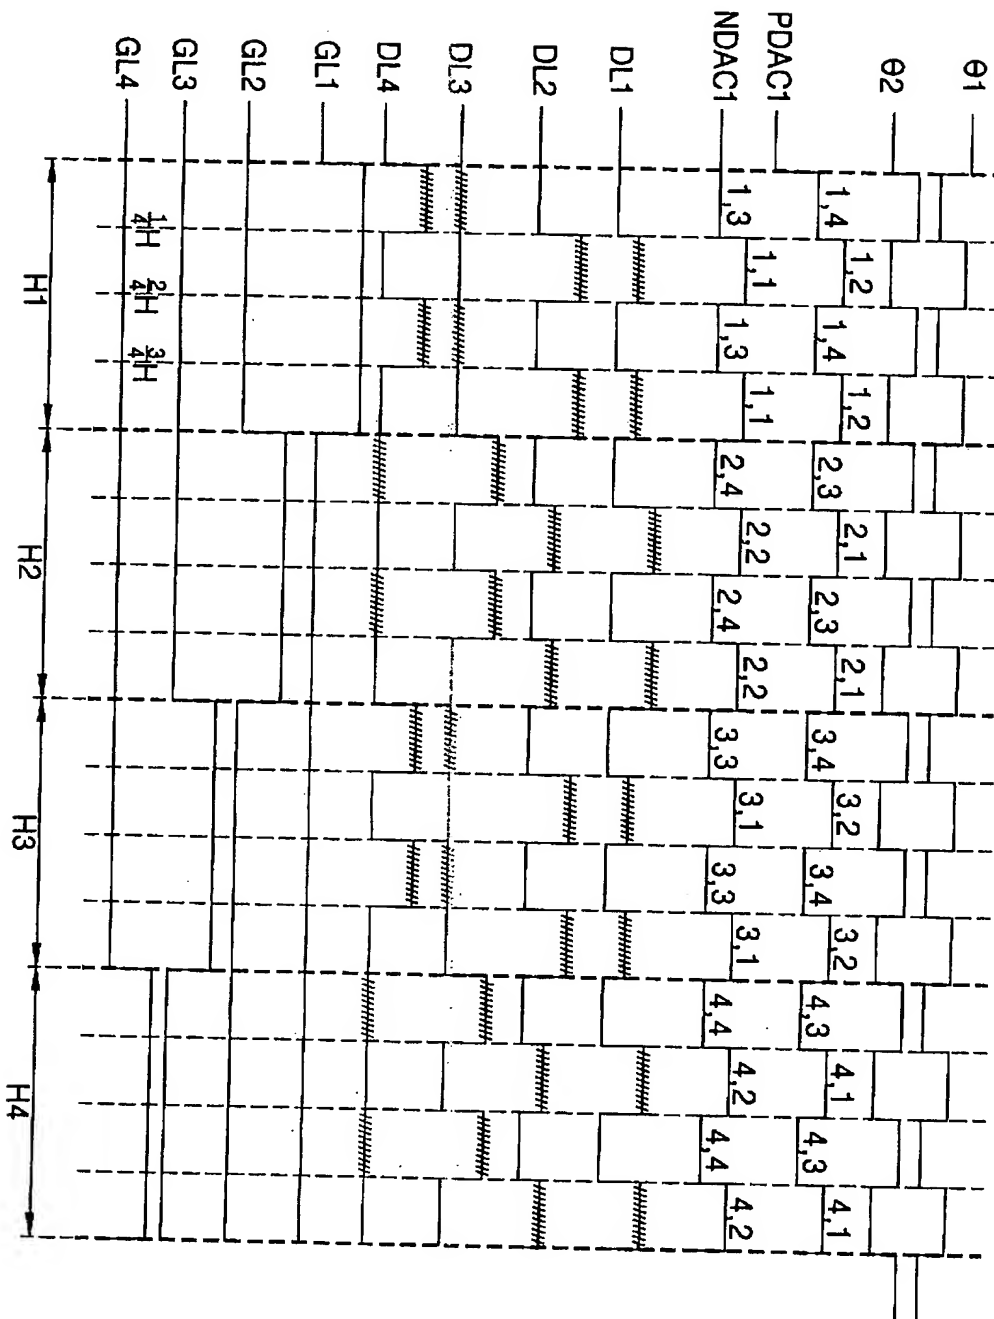 θ1
θ2
PDAC1 1,4 1,2 1,4 1,2 2,3 2,1 2,3 2,1 3,4 3,2 3,4 3,2 4,3 4,1 4,3 4,1
NDAC1 1,3 1,1 1,3 1,1 2,4 2,2 2,4 2,2 3,3 3,1 3,3 3,1 4,4 4,2 4,4 4,2
DL1
DL2
DL3
DL4
GL1
GL2
GL3
GL4
1/4H 2/4H 3/4H
H1 H2 H3 H4